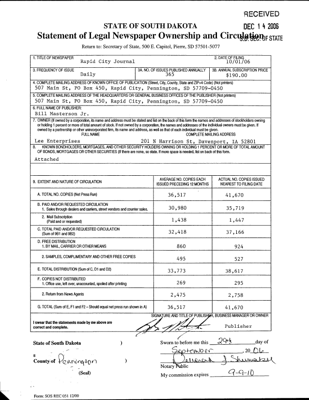 RECEIVED
DEC 14 2006
S.D. SEC. OF STATE
STATE OF SOUTH DAKOTA
Statement of Legal Newspaper Ownership and Circulation
Return to: Secretary of State, 500 E Capitol, Pierre, SD 57501-5077
1. TITLE OF NEWSPAPER
Rapid City Journal
2. DATE OF FILING
10/01/06
3. FREQUENCY OF ISSUE
Daily
3A. NO. OF ISSUES PUBLISHED ANNUALLY
365
3B. ANNUAL SUBSCRIPTION PRICE
$190.00
4. COMPLETE MAILING ADDRESS OF KNOWN OFFICE OF PUBLICATION (Street, City, County, State and ZIP+4 Code) (Not printers)
507 Main St, PO Box 450, Rapid City, Pennington, SD 57709-0450
5. COMPLETE MAILING ADDRESS OF THE HEADQUARTERS OR GENERAL BUSINESS OFFICES OF THE PUBLISHER (Not printers)
507 Main St, PO Box 450, Rapid City, Pennington, SD 57709-0450
6. FULL NAME OF PUBLISHER:
Bill Masterson Jr.
7. OWNER (If owned by a corporation, its name and address must be stated and list on the back of this form the names and addresses of stockholders owning
or holding 1 percent or more of total amount of stock. If not owned by a corporation, the names and addresses of the individual owners must be given. If
owned by a partnership or other unincorporated firm, its name and address, as well as that of each individual must be given.
FULL NAME
COMPLETE MAILING ADDRESS
Lee Enterprises
201 N Harrison St, Davenport, IA 52801
8. KNOWN BONDHOLDERS, MORTGAGEES, AND OTHER SECURITY HOLDERS OWNING OR HOLDING 1 PERCENT OR MORE OF TOTAL AMOUNT
OF BONDS, MORTGAGES OR OTHER SECURITIES (If there are none, so state. If more space is needed, list on back of this form.
Attached
9. EXTENT AND NATURE OF CIRCULATION
AVERAGE NO. COPIES EACH
ISSUED PRECEDING 12 MONTHS
ACTUAL NO. COPIES ISSUED
NEAREST TO FILING DATE
A. TOTAL NO. COPIES (Net Press Run)
36,517
41,670
B. PAID AND/OR REQUESTED CIRCULATION
1. Sales through dealers and carriers, street vendors and counter sales.
30,980
35,719
2. Mail Subscription
(Paid and or requested)
1,438
1,447
C. TOTAL PAID AND/OR REQUESTED CIRCULATION
(Sum of 9B1 and 9B2)
32,418
37,166
D. FREE DISTRIBUTION
1. BY MAIL, CARRIER OR OTHER MEANS
860
924
2. SAMPLES, COMPLIMENTARY AND OTHER FREE COPIES
495
527
E. TOTAL DISTRIBUTION (Sum of C, D1 and D2)
33,773
38,617
F. COPIES NOT DISTRIBUTED
1. Office use, left over, unaccounted, spoiled after printing
269
295
2. Return from News Agents
2,475
2,758
G. TOTAL (Sum of E, F1 and F2 – Should equal net press run shown in A)
36,517
41,670
I swear that the statements made by me above are
correct and complete.
SIGNATURE AND TITLE OF PUBLISHER, BUSINESS MANAGER OR OWNER
Publisher
State of South Dakota )
Sworn to before me this 29th day of
September 2006
County of Pennington )
Notary Public
(Seal)
My commission expires 9-9-10
Form: SOS REC 051 12/99